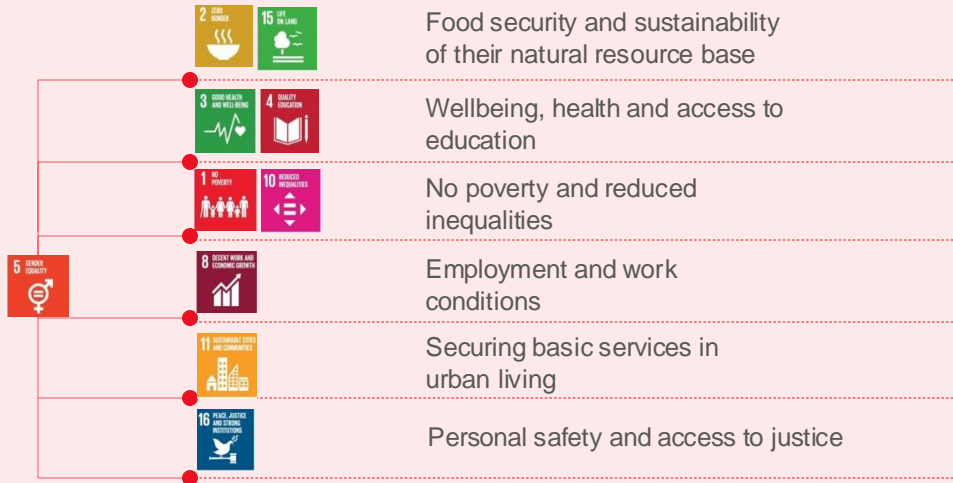 2 ZERO
HUNGER
15 LIFE
ON LAND
Food security and sustainability
of their natural resource base
3 GOOD HEALTH
AND WELL-BEING
4 QUALITY
EDUCATION
Wellbeing, health and access to
education
1 NO
POVERTY
10 REDUCED
INEQUALITIES
No poverty and reduced
inequalities
5 GENDER
EQUALITY
8 DECENT WORK AND
ECONOMIC GROWTH
Employment and work
conditions
11 SUSTAINABLE CITIES
AND COMMUNITIES
Securing basic services in
urban living
16 PEACE, JUSTICE
AND STRONG
INSTITUTIONS
Personal safety and access to justice